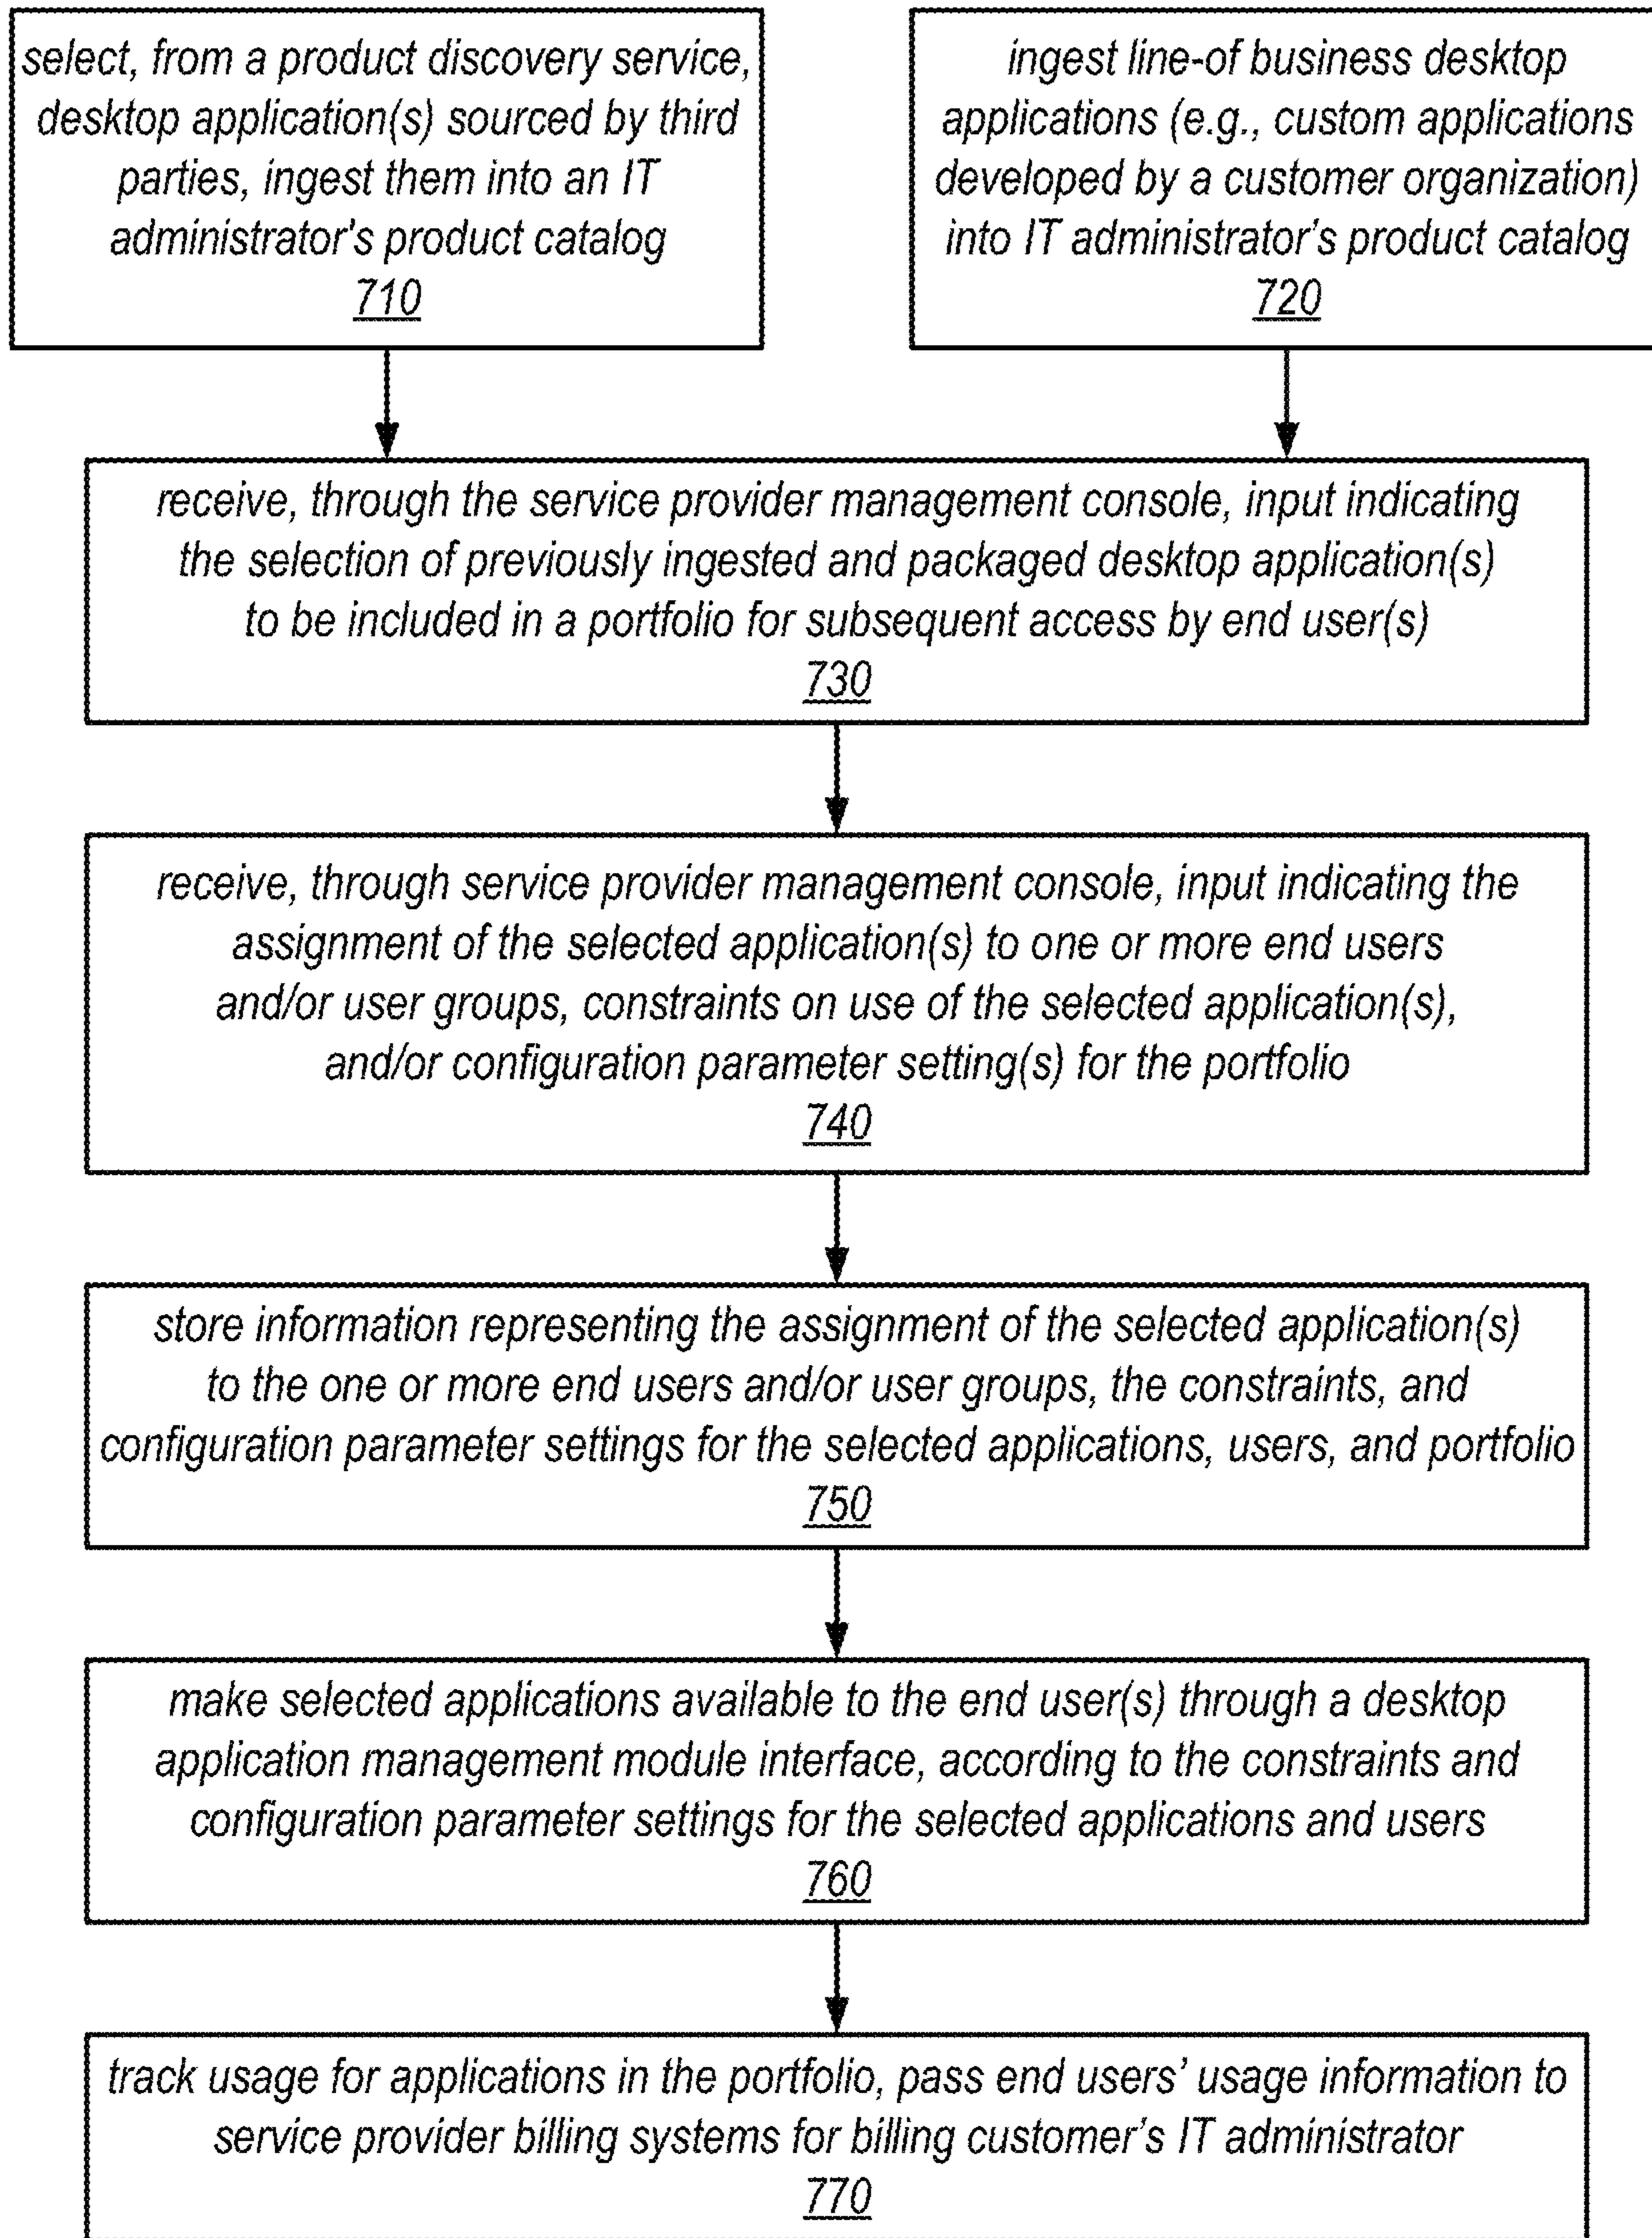 select, from a product discovery service,
desktop application(s) sourced by third
parties, ingest them into an IT
administrator's product catalog
710
ingest line-of business desktop
applications (e.g., custom applications
developed by a customer organization)
into IT administrator’s product catalog
720
receive, through the service provider management console, input indicating
the selection of previously ingested and packaged desktop application(s)
to be included in a portfolio for subsequent access by end user(s)
730
receive, through service provider management console, input indicating the
assignment of the selected application(s) to one or more end users
and/or user groups, constraints on use of the selected application(s),
and/or configuration parameter setting(s) for the portfolio
740
store information representing the assignment of the selected application(s)
to the one or more end users and/or user groups, the constraints, and
configuration parameter settings for the selected applications, users, and portfolio
750
make selected applications available to the end user(s) through a desktop
application management module interface, according to the constraints and
configuration parameter settings for the selected applications and users
760
track usage for applications in the portfolio, pass end users’ usage information to
service provider billing systems for billing customer’s IT administrator
770